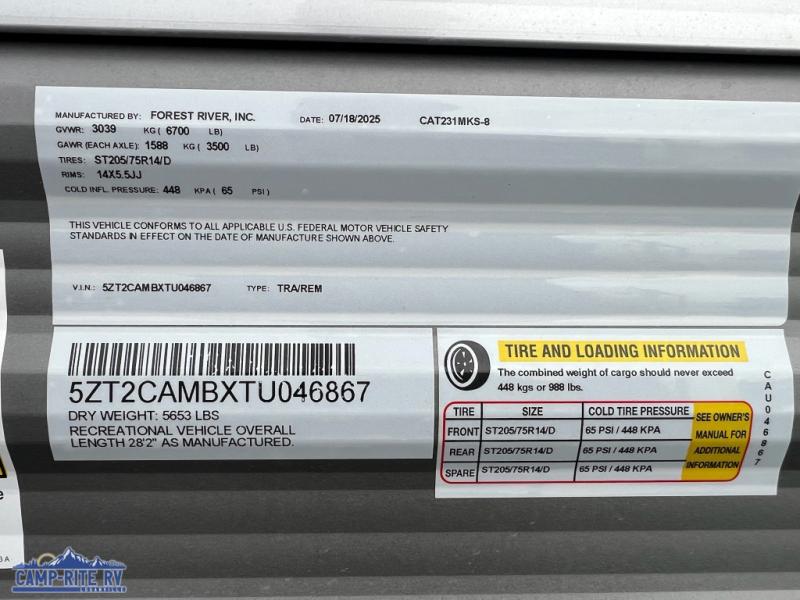 MANUFACTURED BY: FOREST RIVER, INC. DATE: 07/18/2025 CAT231MKS-8
GVWR: 3039 KG ( 6700 LB)
GAWR (EACH AXLE): 1588 KG ( 3500 LB)
TIRES: ST205/75R14/D
RIMS: 14X5.5JJ
COLD INFL. PRESSURE: 448 KPA ( 65 PSI )
THIS VEHICLE CONFORMS TO ALL APPLICABLE U.S. FEDERAL MOTOR VEHICLE SAFETY
STANDARDS IN EFFECT ON THE DATE OF MANUFACTURE SHOWN ABOVE.
V.I.N.: 5ZT2CAMBXTU046867 TYPE: TRA/REM
5ZT2CAMBXTU046867
DRY WEIGHT: 5653 LBS
RECREATIONAL VEHICLE OVERALL
LENGTH 28'2" AS MANUFACTURED.
TIRE AND LOADING INFORMATION
The combined weight of cargo should never exceed
448 kgs or 988 lbs.
TIRE SIZE COLD TIRE PRESSURE
FRONT ST205/75R14/D 65 PSI / 448 KPA
REAR ST205/75R14/D 65 PSI / 448 KPA
SPARE ST205/75R14/D 65 PSI / 448 KPA
SEE OWNER'S
MANUAL FOR
ADDITIONAL
INFORMATION
CAU046867
CAMP-RITE RV